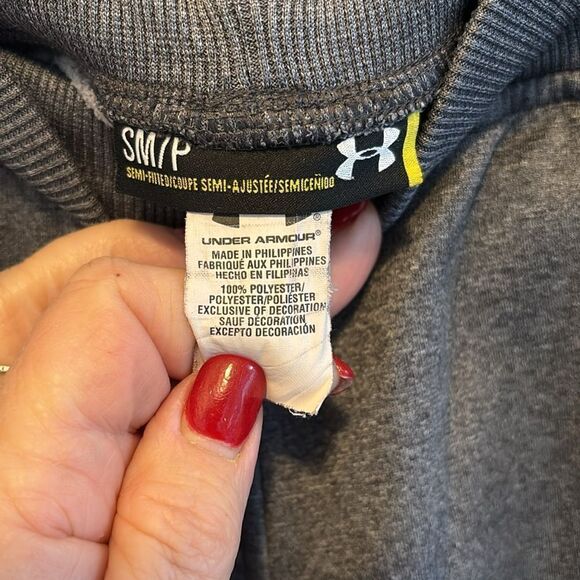 SM/P
SEMI-FITTED/COUPE SEMI-AJUSTÉE/SEMICEÑIDO
UNDER ARMOUR®
MADE IN PHILIPPINES
FABRIQUÉ AUX PHILIPPINES
HECHO EN FILIPINAS
100% POLYESTER/
POLYESTER/POLIÉSTER
EXCLUSIVE OF DECORATION
SAUF DÉCORATION
EXCEPTO DECORACIÓN